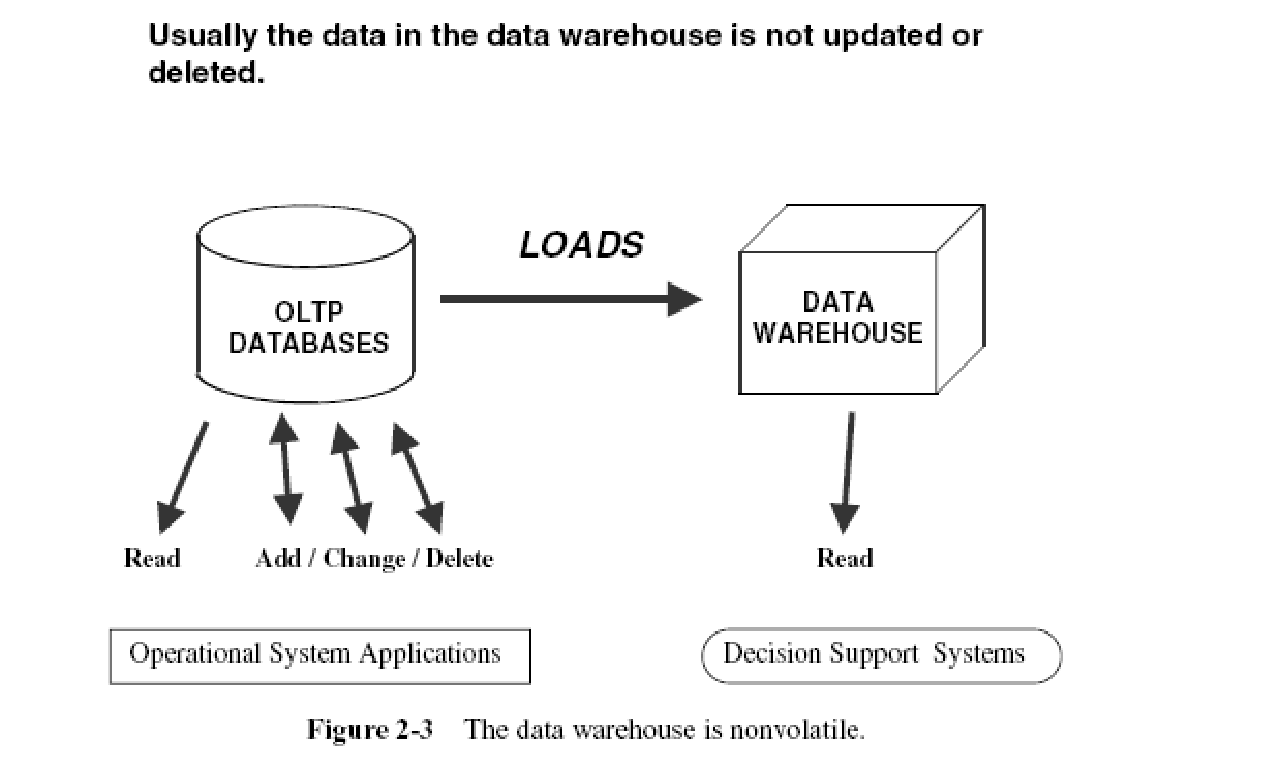 Usually the data in the data warehouse is not updated or
deleted.
LOADS
OLTP
DATABASES
DATA
WAREHOUSE
Read
Add / Change / Delete
Read
Operational System Applications
Decision Support Systems
Figure 2-3 The data warehouse is nonvolatile.